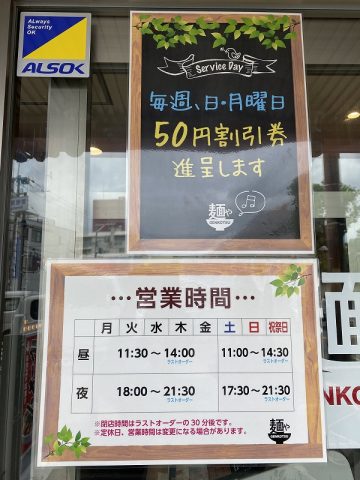 ALways
Security
OK
ALSOK
Service Day
毎週、日・月曜日
50円割引券
進呈します
麺や
GENKOTSU
…営業時間…
月 火 水 木 金 土 日 祝祭日
昼 11:30～14:00 ラストオーダー 11:00～14:30 ラストオーダー
夜 18:00～21:30 ラストオーダー 17:30～21:30 ラストオーダー
※閉店時間はラストオーダーの30分後です。
※定休日、営業時間は変更になる場合があります。
麺や
GENKOTSU